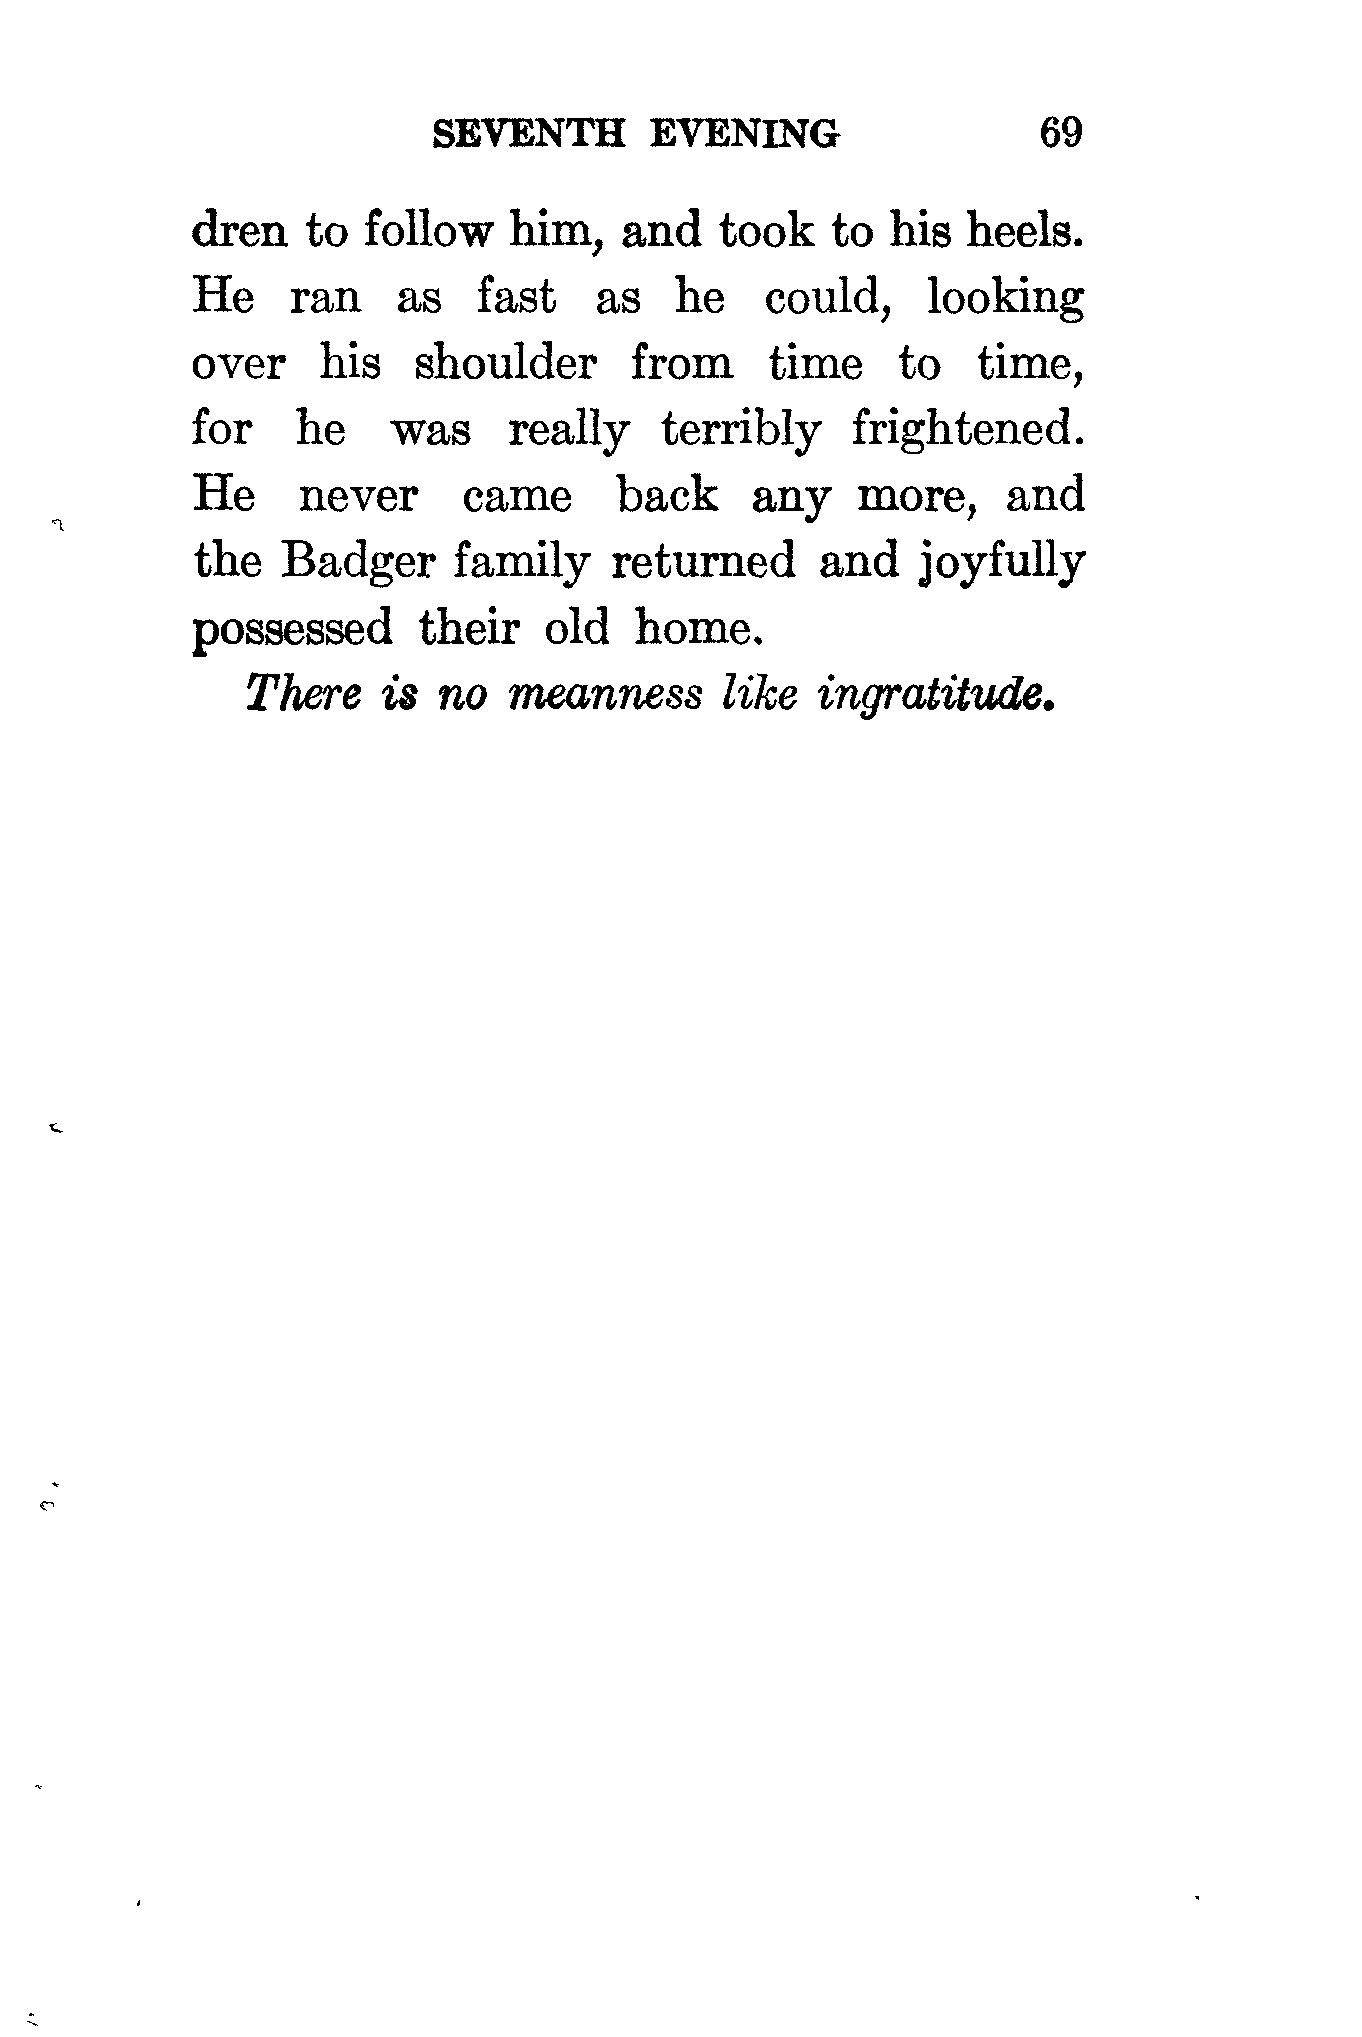 SEVENTH EVENING 69
dren to follow him, and took to his heels.
He ran as fast as he could, looking
over his shoulder from time to time,
for he was really terribly frightened.
He never came back any more, and
the Badger family returned and joyfully
possessed their old home.
There is no meanness like ingratitude.